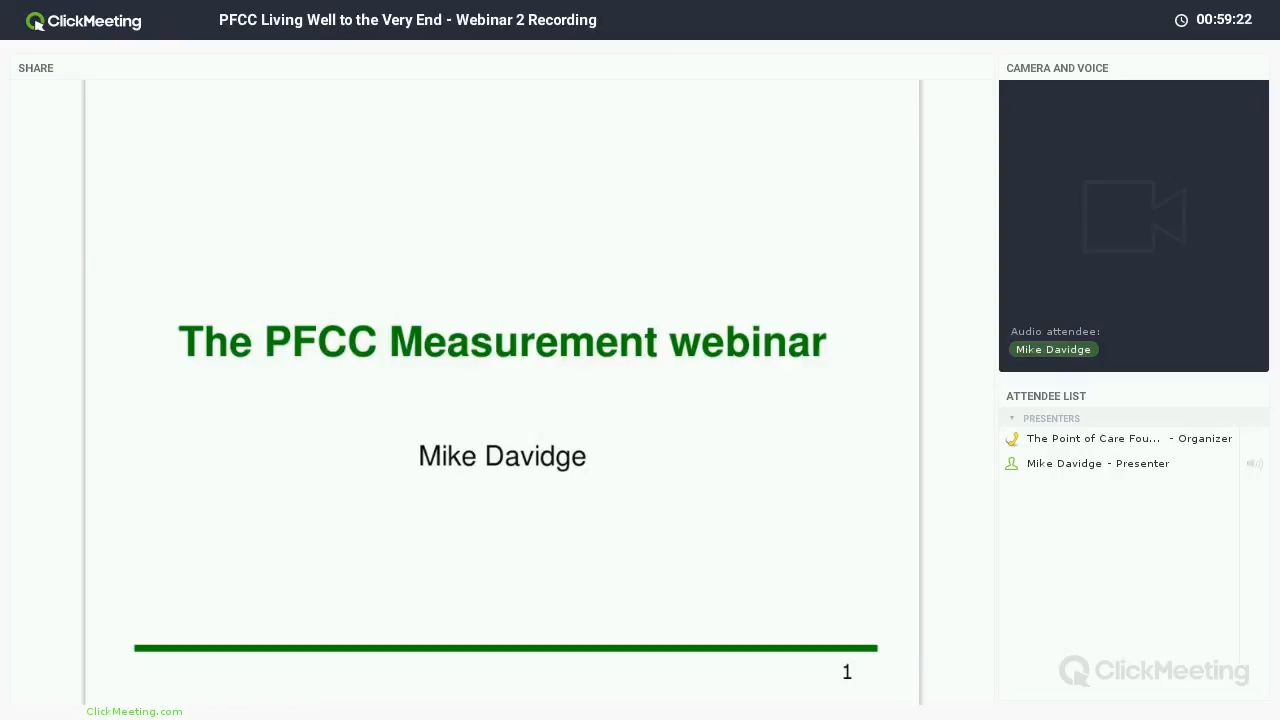 ClickMeeting
PFCC Living Well to the Very End - Webinar 2 Recording
00:59:22
SHARE
The PFCC Measurement webinar
Mike Davidge
1
ClickMeeting.com
CAMERA AND VOICE
Audio attendee:
Mike Davidge
ATTENDEE LIST
PRESENTERS
The Point of Care Fou... - Organizer
Mike Davidge - Presenter
ClickMeeting